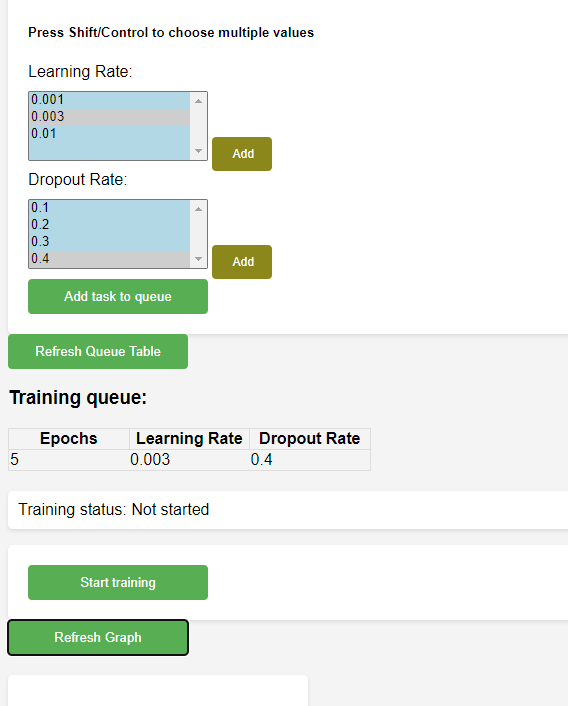 Press Shift/Control to choose multiple values
Learning Rate:
0.001
0.003
0.01
Add
Dropout Rate:
0.1
0.2
0.3
0.4
Add
Add task to queue
Refresh Queue Table
Training queue:
Epochs Learning Rate Dropout Rate
5 0.003 0.4
Training status: Not started
Start training
Refresh Graph